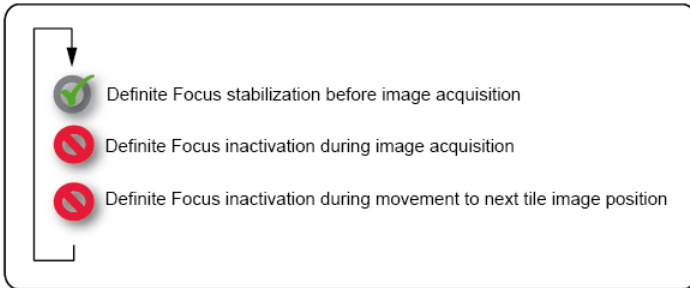 Definite Focus stabilization before image acquisition
Definite Focus inactivation during image acquisition
Definite Focus inactivation during movement to next tile image position